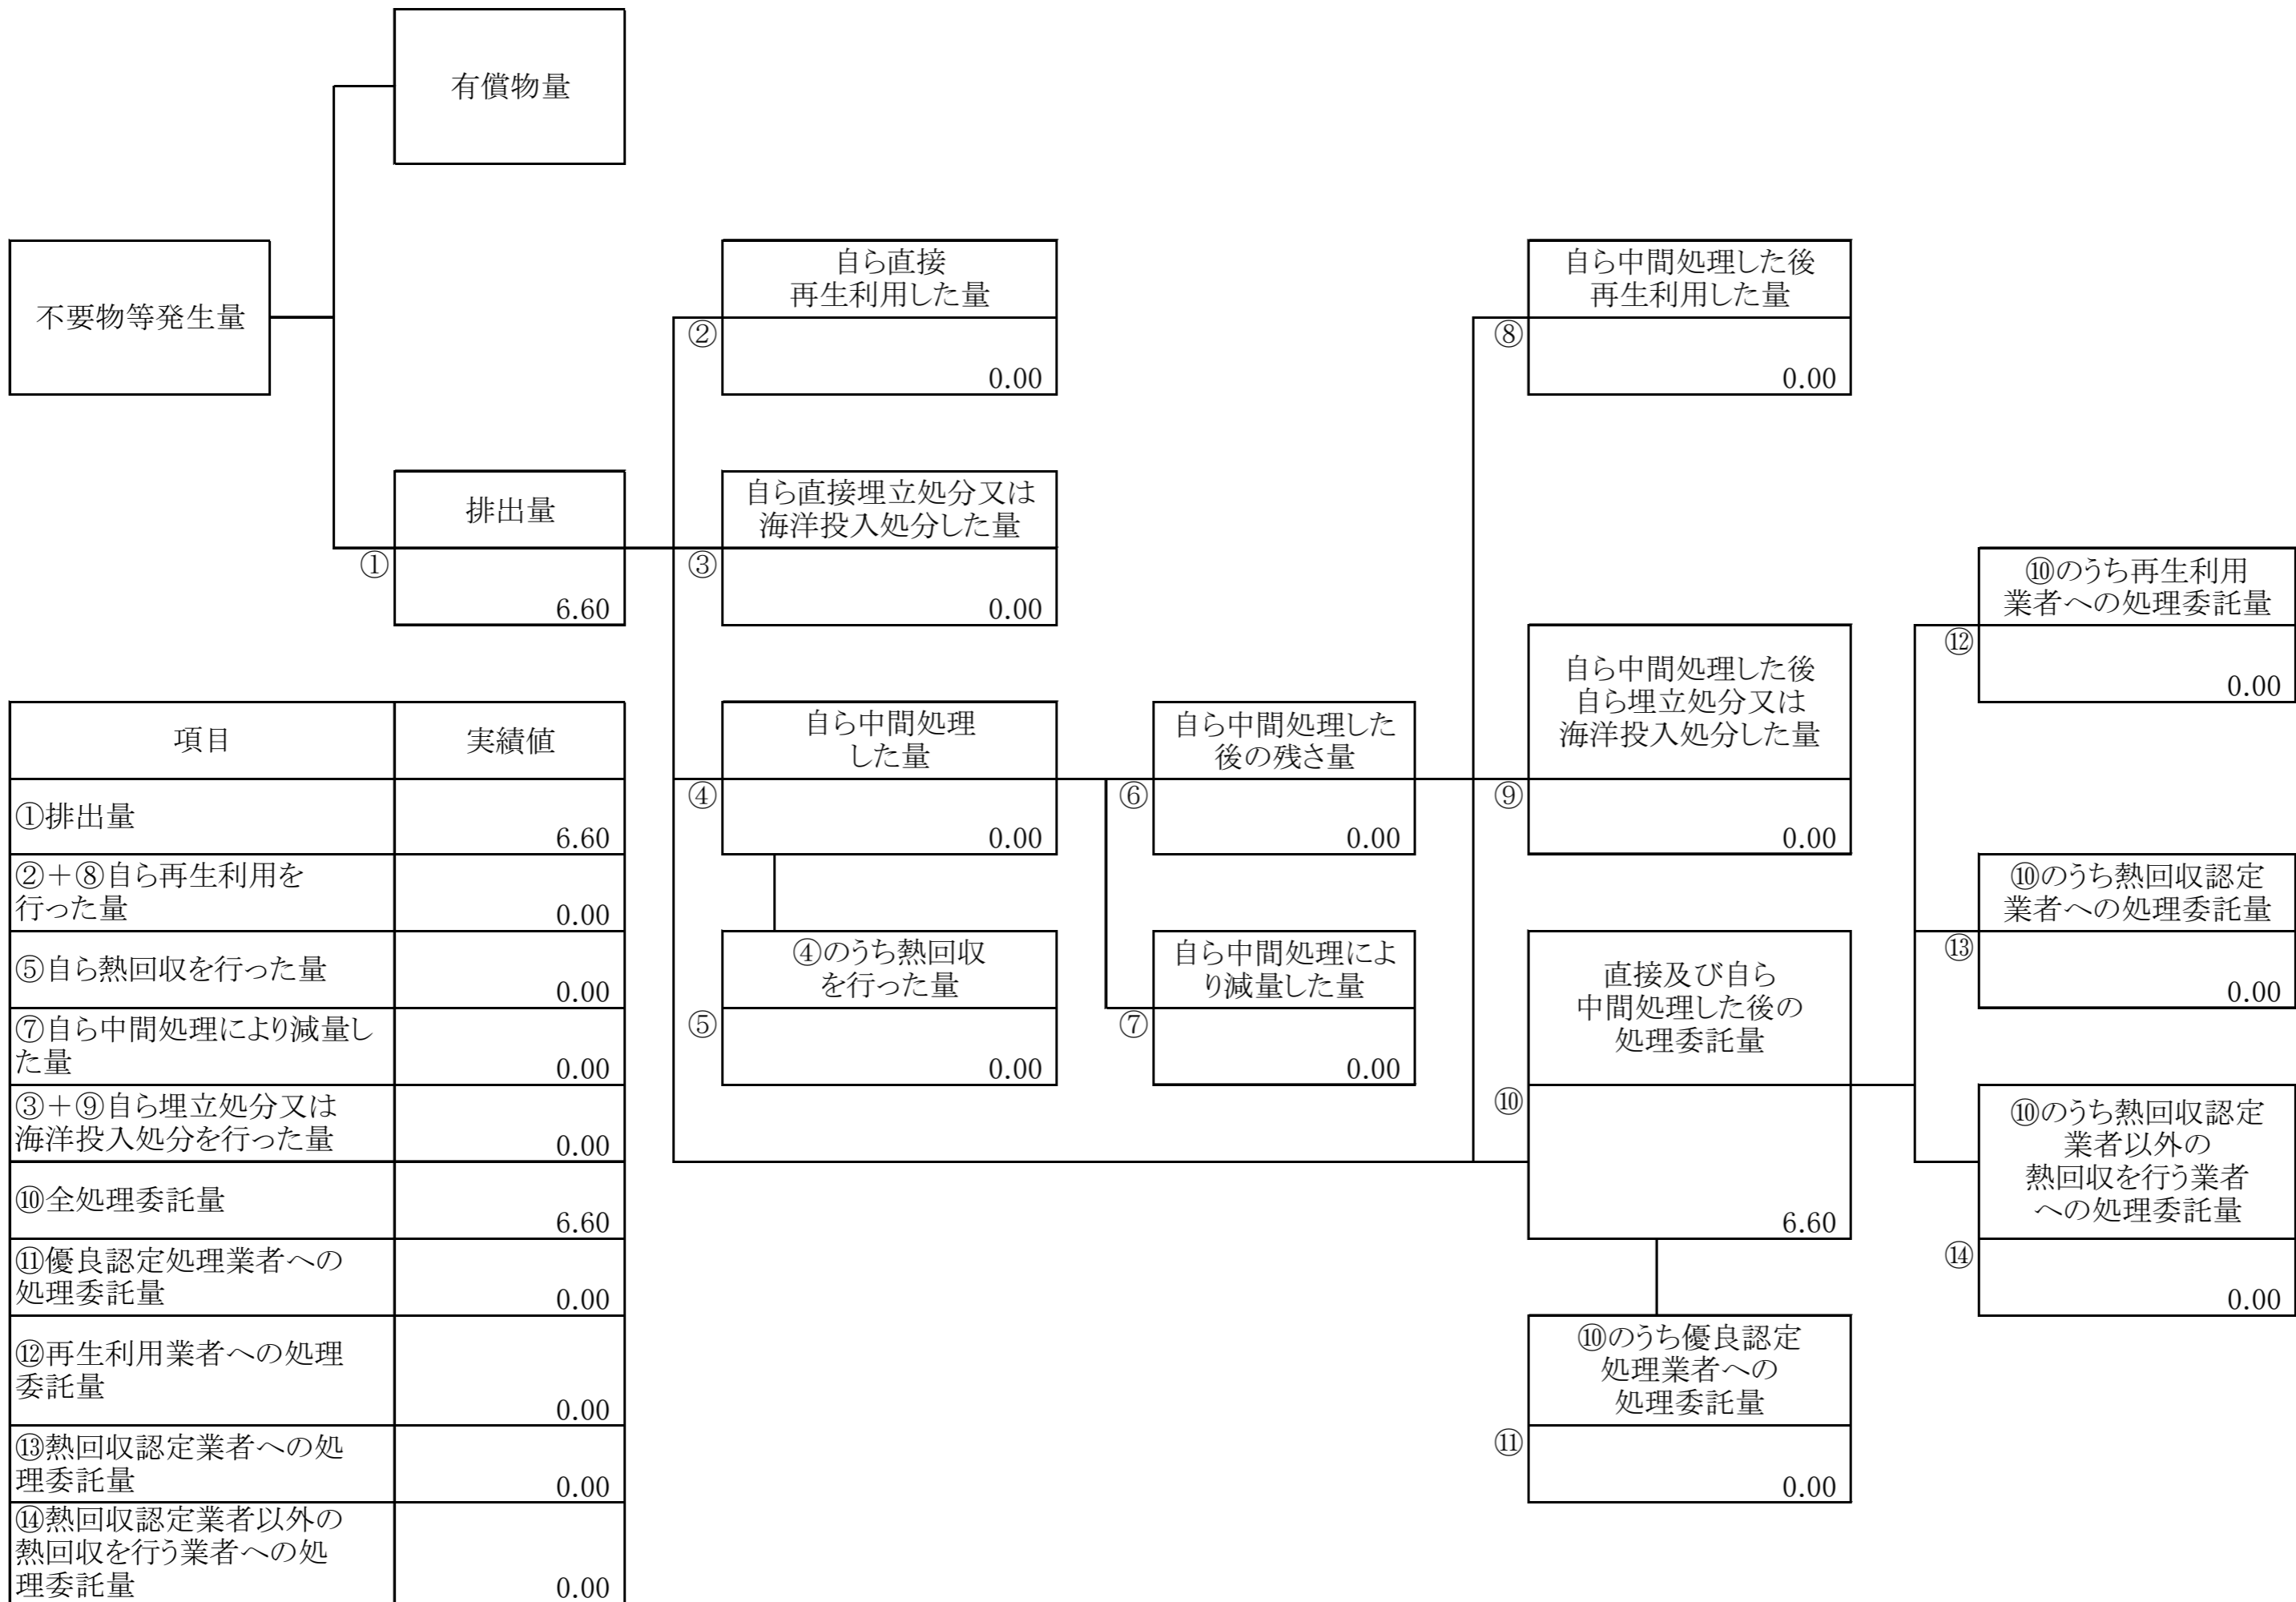 有償物量
不要物等発生量
自ら直接
再生利用した量
②
0.00
自ら中間処理した後
再生利用した量
⑧
0.00
排出量
①
6.60
自ら直接埋立処分又は
海洋投入処分した量
③
0.00
⑩のうち再生利用
業者への処理委託量
⑫
0.00
自ら中間処理
した量
④
0.00
自ら中間処理した
後の残さ量
⑥
0.00
自ら中間処理した後
自ら埋立処分又は
海洋投入処分した量
⑨
0.00
⑩のうち熱回収認定
業者への処理委託量
⑬
0.00
④のうち熱回収
を行った量
⑤
0.00
自ら中間処理によ
り減量した量
⑦
0.00
直接及び自ら
中間処理した後の
処理委託量
⑩
6.60
⑩のうち熱回収認定
業者以外の
熱回収を行う業者
への処理委託量
⑭
0.00
⑩のうち優良認定
処理業者への
処理委託量
⑪
0.00
項目 実績値
①排出量
6.60
②+⑧自ら再生利用を
行った量
0.00
⑤自ら熱回収を行った量
0.00
⑦自ら中間処理により減量し
た量
0.00
③+⑨自ら埋立処分又は
海洋投入処分を行った量
0.00
⑩全処理委託量
6.60
⑪優良認定処理業者への
処理委託量
0.00
⑫再生利用業者への処理
委託量
0.00
⑬熱回収認定業者への処
理委託量
0.00
⑭熱回収認定業者以外の
熱回収を行う業者への処
理委託量
0.00